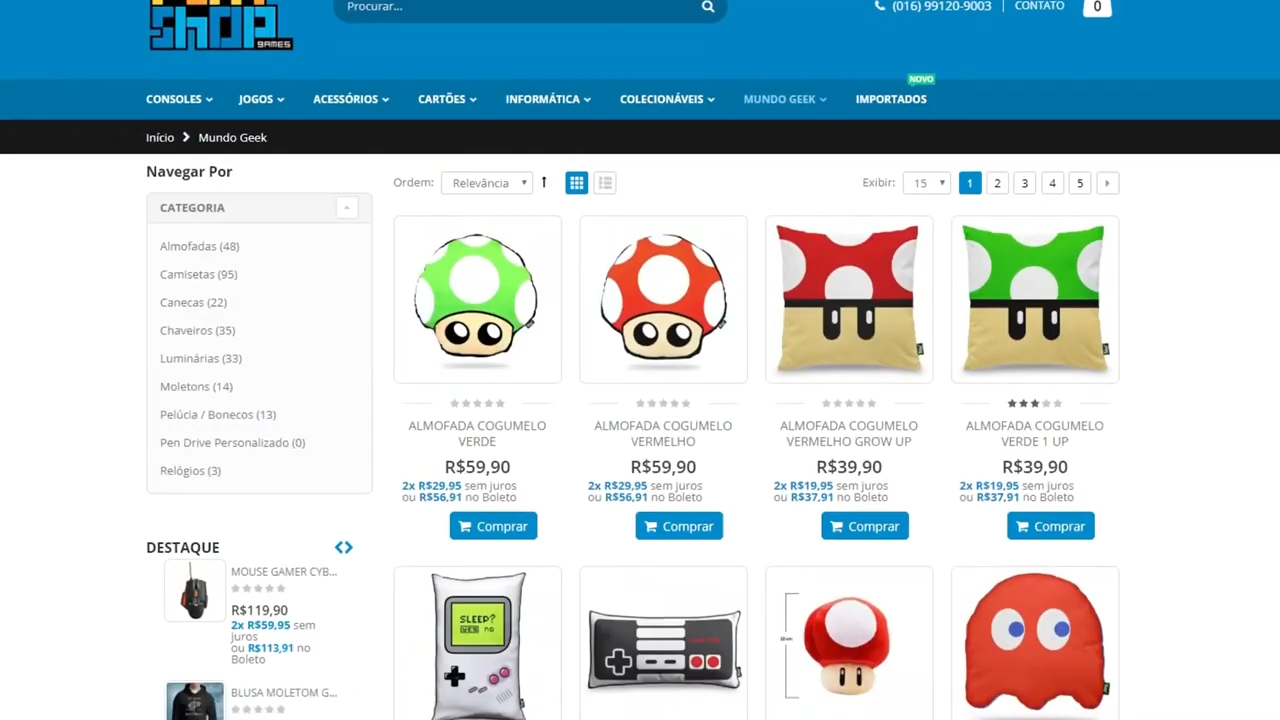 SHOP
GAMES
Procurar...
(016) 99120-9003
CONTATO
0
NOVO
CONSOLES JOGOS ACESSÓRIOS CARTÕES INFORMÁTICA COLECIONÁVEIS MUNDO GEEK IMPORTADOS
Início Mundo Geek
Navegar Por
CATEGORIA
Almofadas (48)
Camisetas (95)
Canecas (22)
Chaveiros (35)
Luminárias (33)
Moletons (14)
Pelúcia / Bonecos (13)
Pen Drive Personalizado (0)
Relógios (3)
DESTAQUE
MOUSE GAMER CYB...
R$119,90
2x R$59,95 sem
juros
ou R$113,91 no
Boleto
BLUSA MOLETOM G...
Ordem: Relevância
Exibir: 15 1 2 3 4 5
ALMOFADA COGUMELO
VERDE
R$59,90
2x R$29,95 sem juros
ou R$56,91 no Boleto
Comprar
ALMOFADA COGUMELO
VERMELHO
R$59,90
2x R$29,95 sem juros
ou R$56,91 no Boleto
Comprar
ALMOFADA COGUMELO
VERMELHO GROW UP
R$39,90
2x R$19,95 sem juros
ou R$37,91 no Boleto
Comprar
ALMOFADA COGUMELO
VERDE 1 UP
R$39,90
2x R$19,95 sem juros
ou R$37,91 no Boleto
Comprar
SLEEP?
YES NO